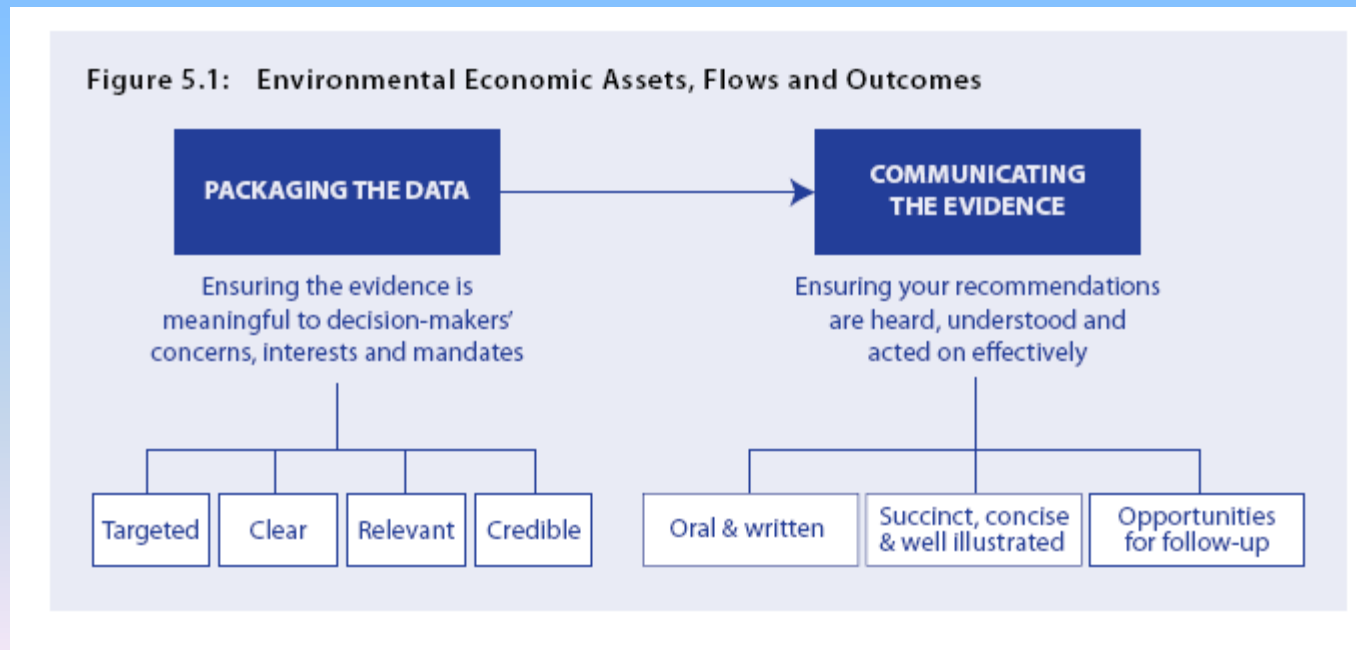 Figure 5.1: Environmental Economic Assets, Flows and Outcomes
PACKAGING THE DATA
Ensuring the evidence is
meaningful to decision-makers'
concerns, interests and mandates
Targeted
Clear
Relevant
Credible
COMMUNICATING
THE EVIDENCE
Ensuring your recommendations
are heard, understood and
acted on effectively
Oral & written
Succinct, concise
& well illustrated
Opportunities
for follow-up